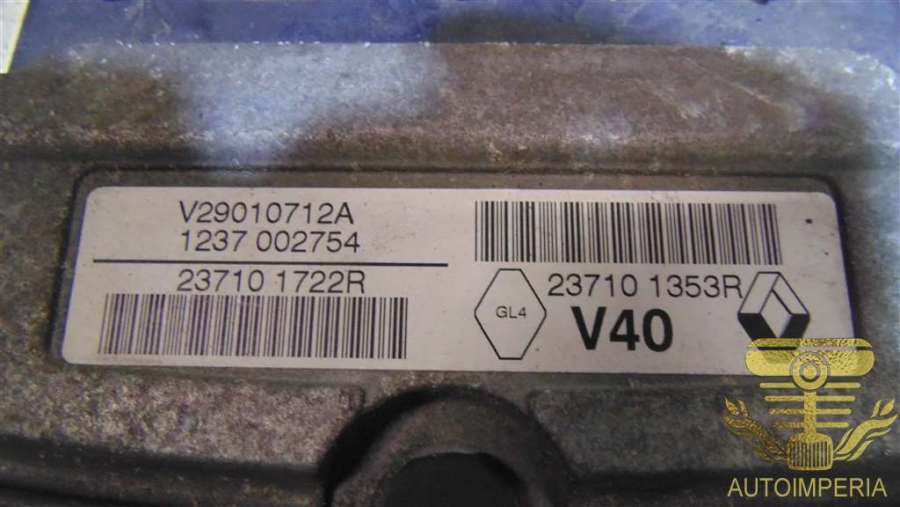 V29010712A
1237 002754
23710 1722R
23710 1353R
GL4
V40
AUTOIMPERIA